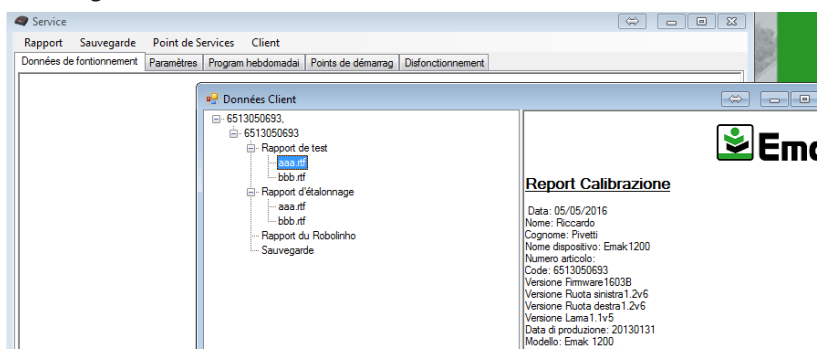 Service
Rapport Sauvegarde Point de Services Client
Données de fontionnement Paramètres Program hebdomadai Points de démarrag Disfonctionnement
Données Client
6513050693,
6513050693
Rapport de test
aaa.rtf
bbb.rtf
Rapport d'étalonnage
aaa.rtf
bbb.rtf
Rapport du Robolinho
Sauvegarde
Report Calibrazione
Data: 05/05/2016
Nome: Riccardo
Cognome: Pivetti
Nome dispositivo: Emak1200
Numero articolo:
Code: 6513050693
Versione Firmware1603B
Versione Ruota sinistra1.2v6
Versione Ruota destra1.2v6
Versione Lama1.1v5
Data di produzione: 20130131
Modello: Emak 1200